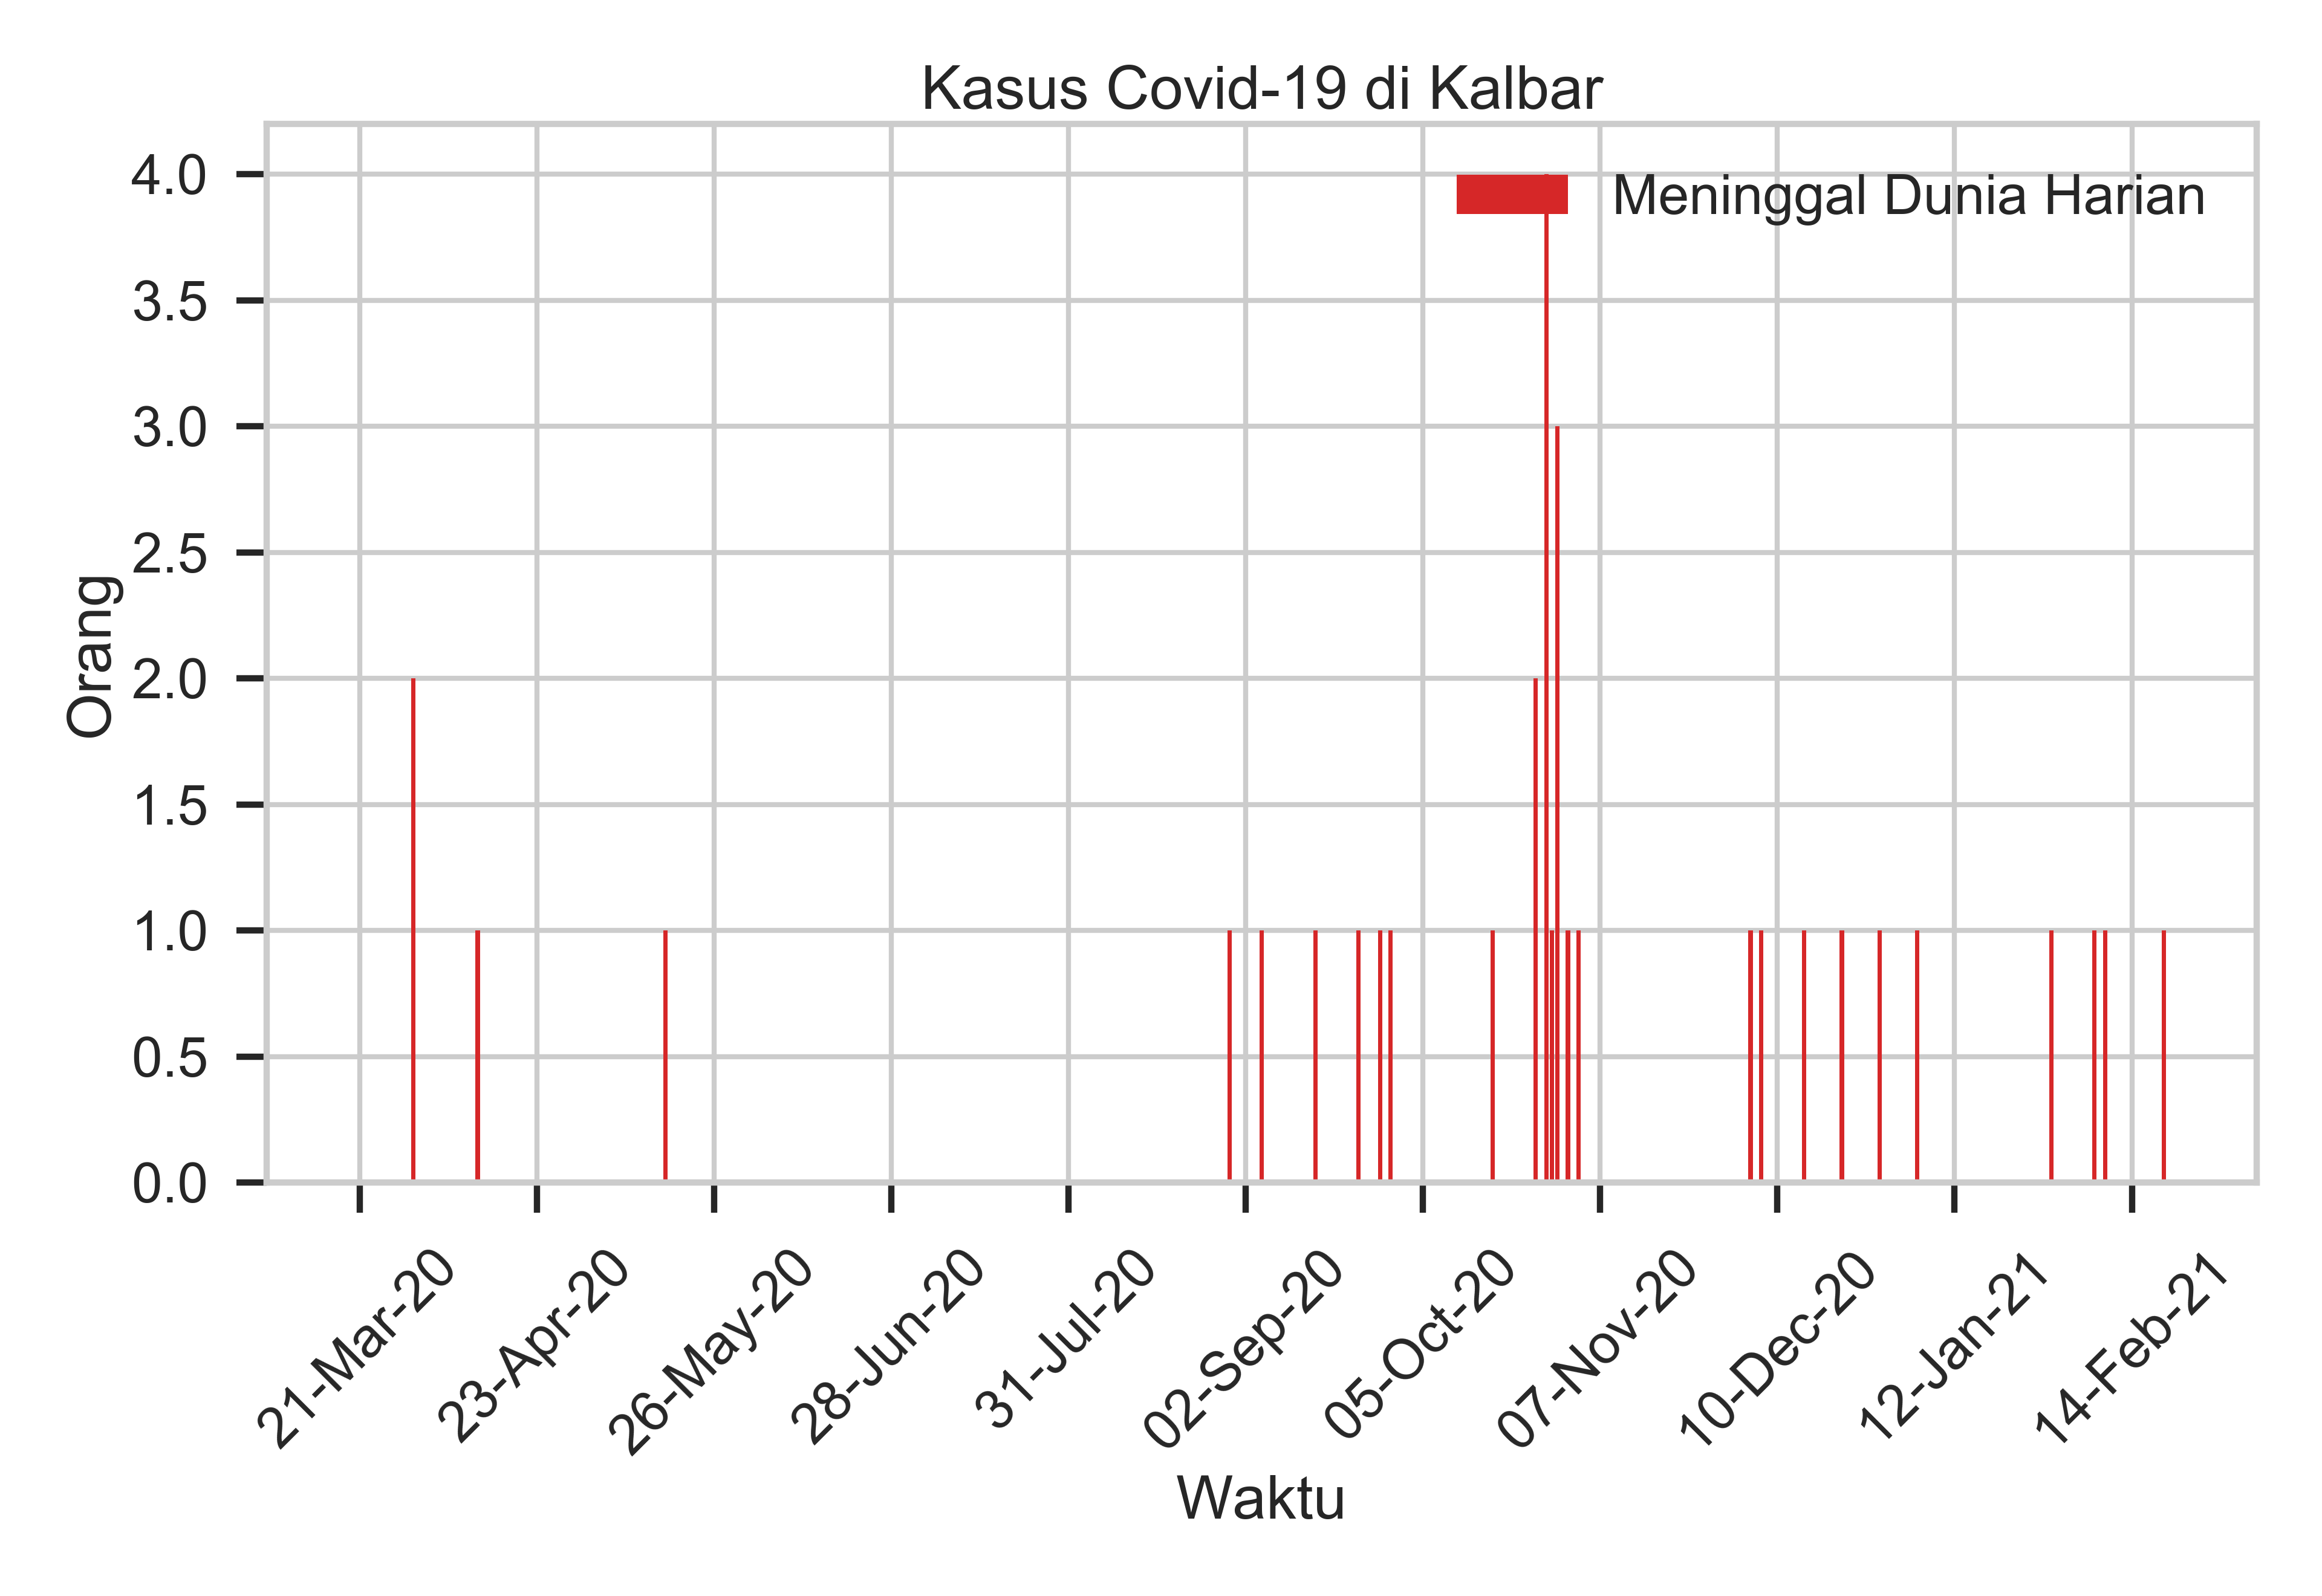 Kasus Covid-19 di Kalbar
Meninggal Dunia Harian
4.0
3.5
3.0
2.5
2.0
1.5
1.0
0.5
0.0
Orang
21-Mar-20
23-Apr-20
26-May-20
28-Jun-20
31-Jul-20
02-Sep-20
05-Oct-20
07-Nov-20
10-Dec-20
12-Jan-21
14-Feb-21
Waktu